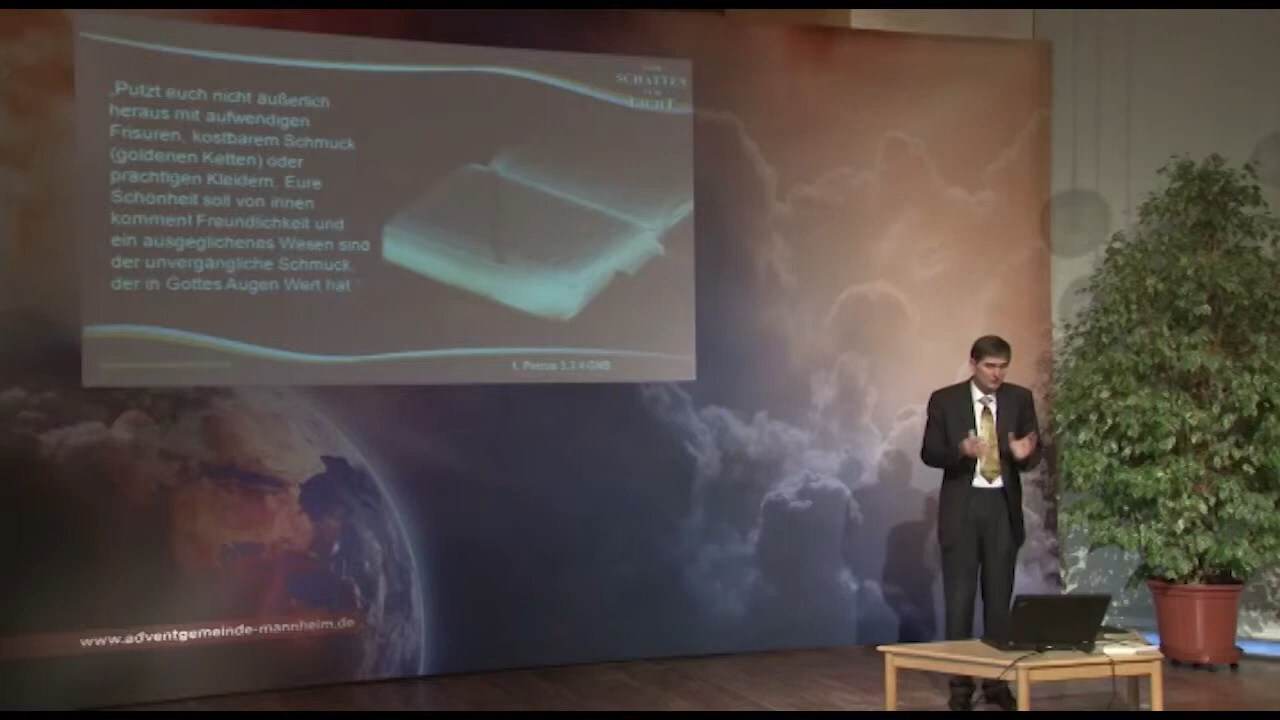 „Putzt euch nicht äußerlich
heraus mit aufwendigen
Frisuren, kostbarem Schmuck
(goldenen Ketten) oder
prächtigen Kleidern. Eure
Schönheit soll von innen
kommen! Freundlichkeit und
ein ausgeglichenes Wesen sind
der unvergängliche Schmuck,
der in Gottes Augen Wert hat."
SCHATTEN
LICHT
1. Petrus 3,3.4 GNB
www.adventgemeinde-mannheim.de